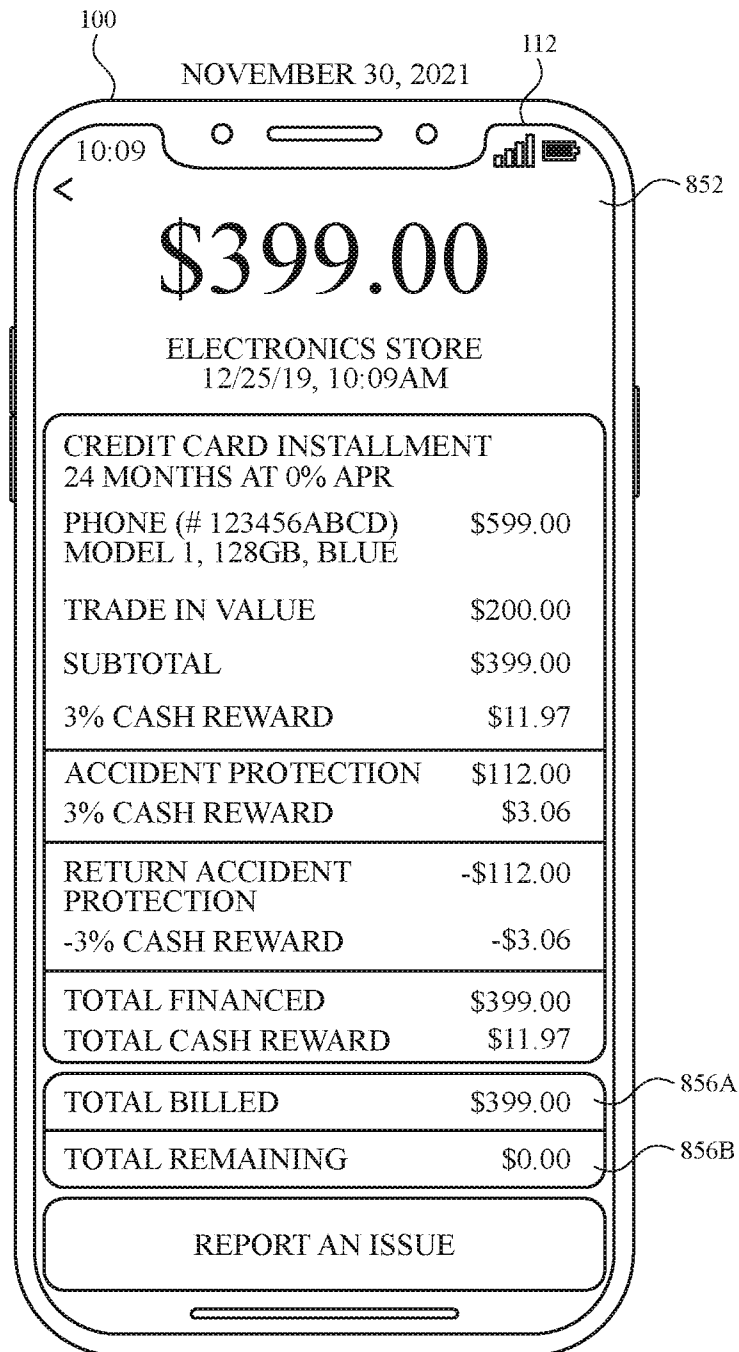 100
NOVEMBER 30, 2021
112
10:09
<
852
$399.00
ELECTRONICS STORE
12/25/19, 10:09AM
CREDIT CARD INSTALLMENT
24 MONTHS AT 0% APR
PHONE (# 123456ABCD) $599.00
MODEL 1, 128GB, BLUE
TRADE IN VALUE $200.00
SUBTOTAL $399.00
3% CASH REWARD $11.97
ACCIDENT PROTECTION $112.00
3% CASH REWARD $3.06
RETURN ACCIDENT -$112.00
PROTECTION
-3% CASH REWARD -$3.06
TOTAL FINANCED $399.00
TOTAL CASH REWARD $11.97
TOTAL BILLED $399.00 856A
TOTAL REMAINING $0.00 856B
REPORT AN ISSUE